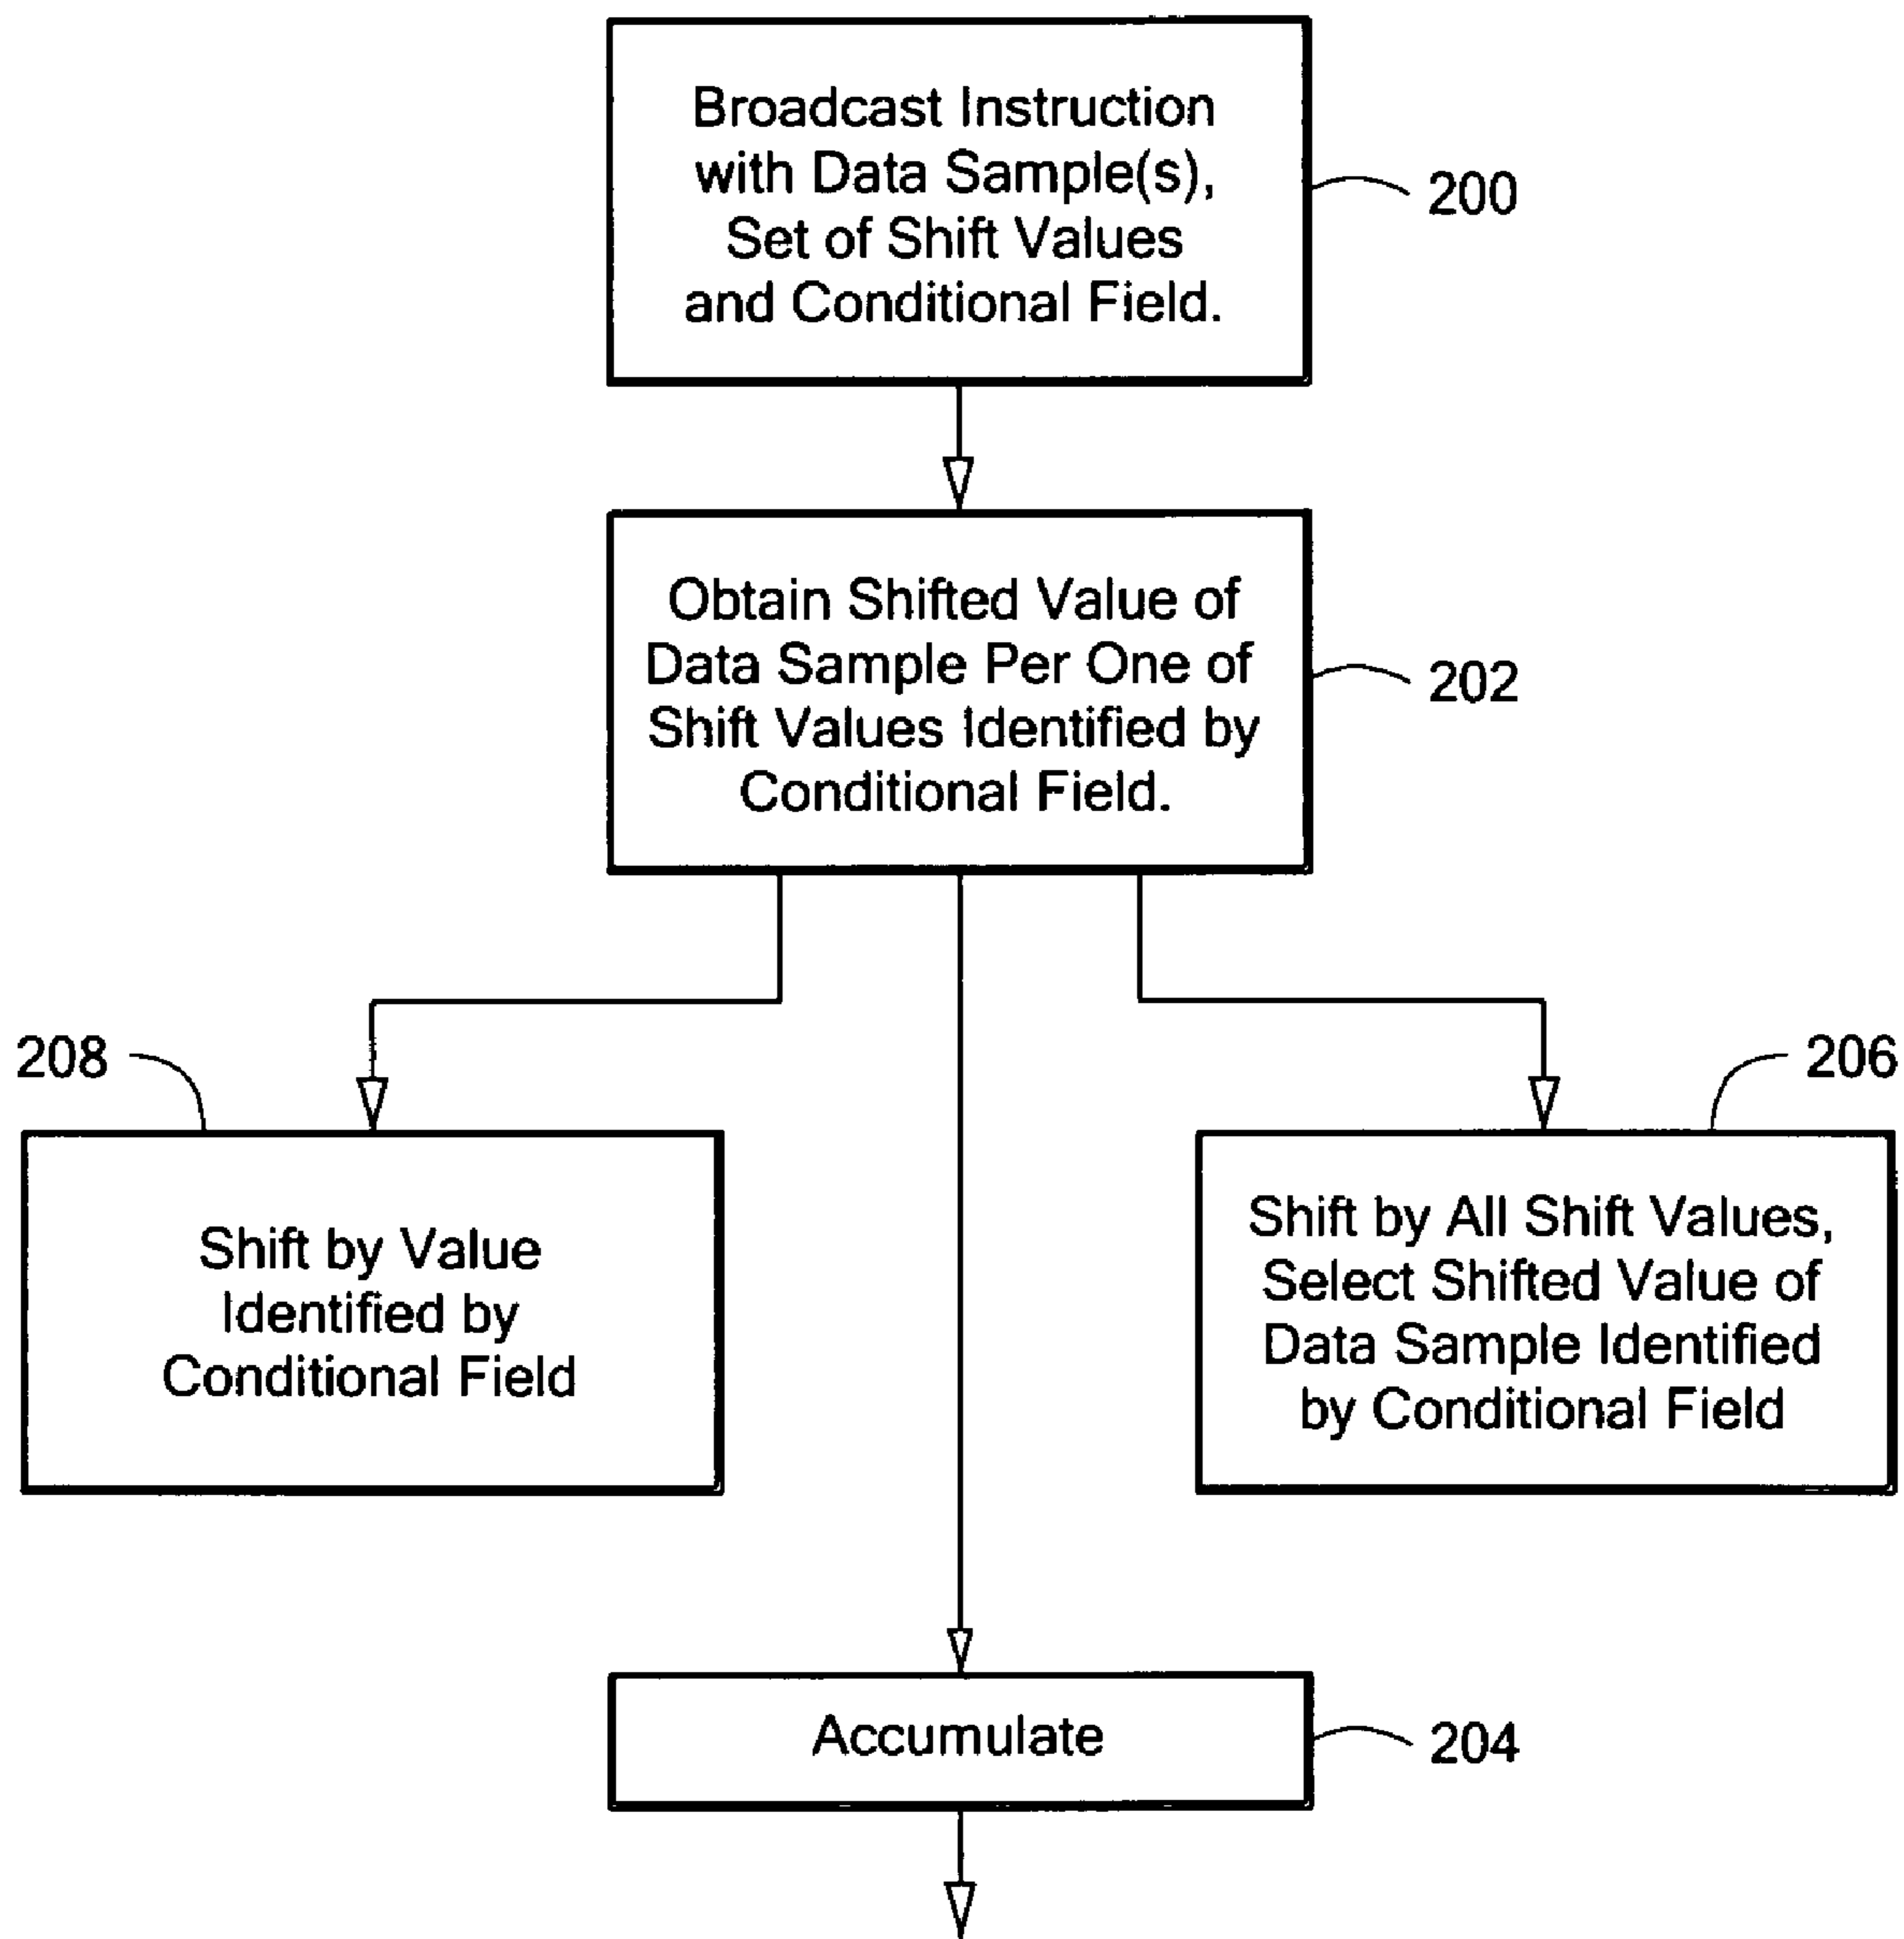 Broadcast Instruction
with Data Sample(s),
Set of Shift Values
and Conditional Field.
200
Obtain Shifted Value of
Data Sample Per One of
Shift Values Identified by
Conditional Field.
202
208
206
Shift by Value
Identified by
Conditional Field
Shift by All Shift Values,
Select Shifted Value of
Data Sample Identified
by Conditional Field
Accumulate
204